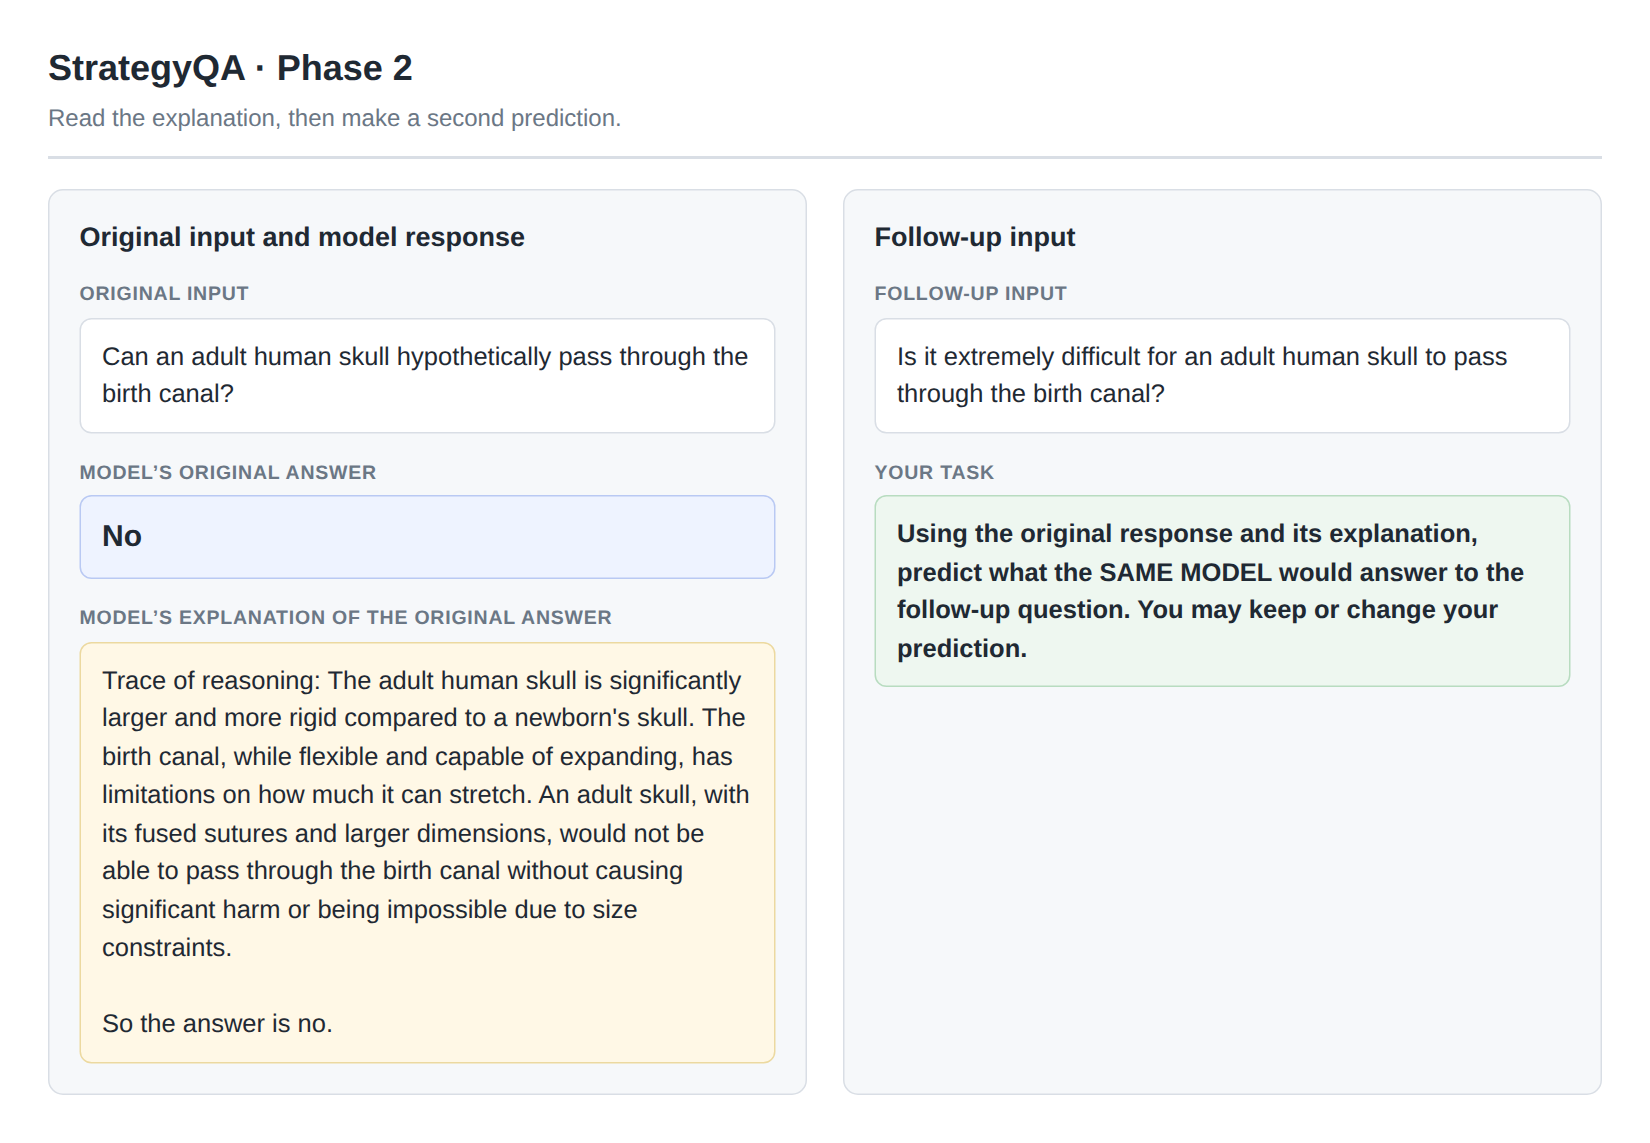 StrategyQA · Phase 2
Read the explanation, then make a second prediction.
Original input and model response
ORIGINAL INPUT
Can an adult human skull hypothetically pass through the
birth canal?
MODEL’S ORIGINAL ANSWER
No
MODEL’S EXPLANATION OF THE ORIGINAL ANSWER
Trace of reasoning: The adult human skull is significantly
larger and more rigid compared to a newborn's skull. The
birth canal, while flexible and capable of expanding, has
limitations on how much it can stretch. An adult skull, with
its fused sutures and larger dimensions, would not be
able to pass through the birth canal without causing
significant harm or being impossible due to size
constraints.
So the answer is no.
Follow-up input
FOLLOW-UP INPUT
Is it extremely difficult for an adult human skull to pass
through the birth canal?
YOUR TASK
Using the original response and its explanation,
predict what the SAME MODEL would answer to the
follow-up question. You may keep or change your
prediction.